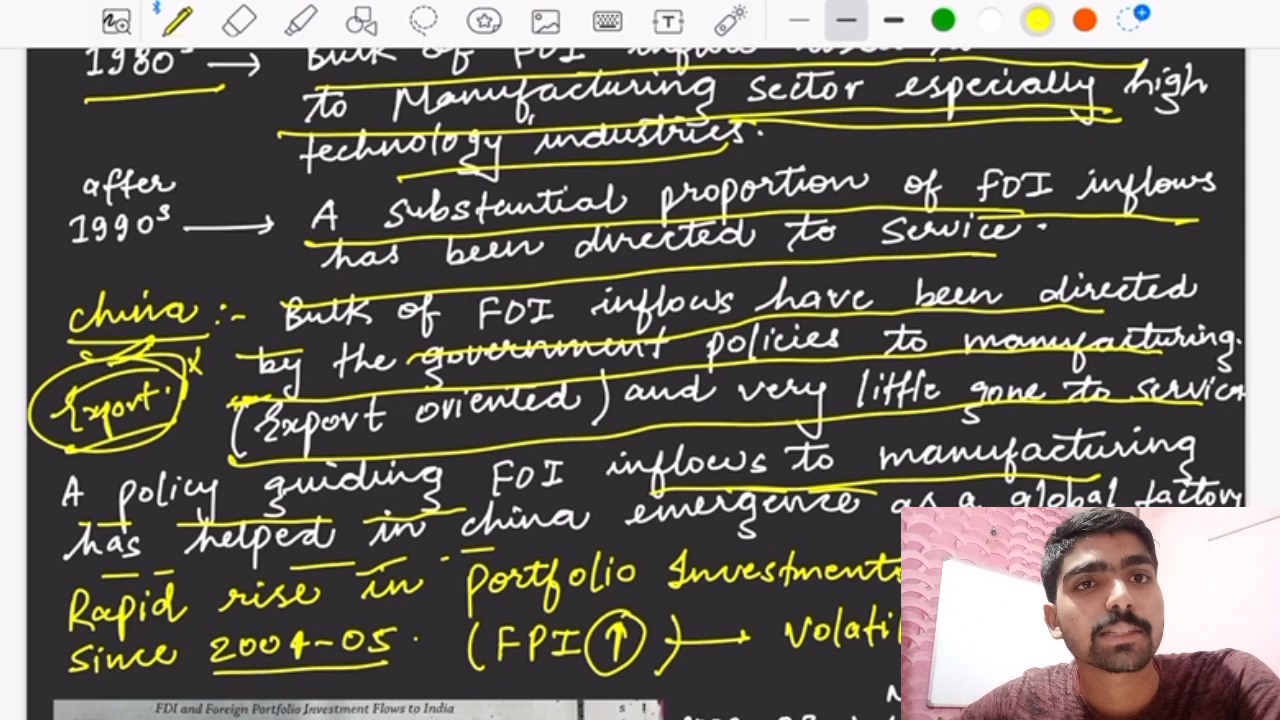 1980s → Bulk of FDI
to Manufacturing sector especially high
technology industries.
after
1990s → A substantial proportion of FDI inflows
has been directed to service.
China :- Bulk of FDI inflows have been directed
by the government policies to manufacturing.
Export. (Export oriented) and very little gone to service
A policy guiding FDI inflows to manufacturing
has helped in china emergence as a global factory
Rapid rise in Portfolio Investments
since 2004-05. (FPI ↑) → Volati
FDI and Foreign Portfolio Investment Flows to India